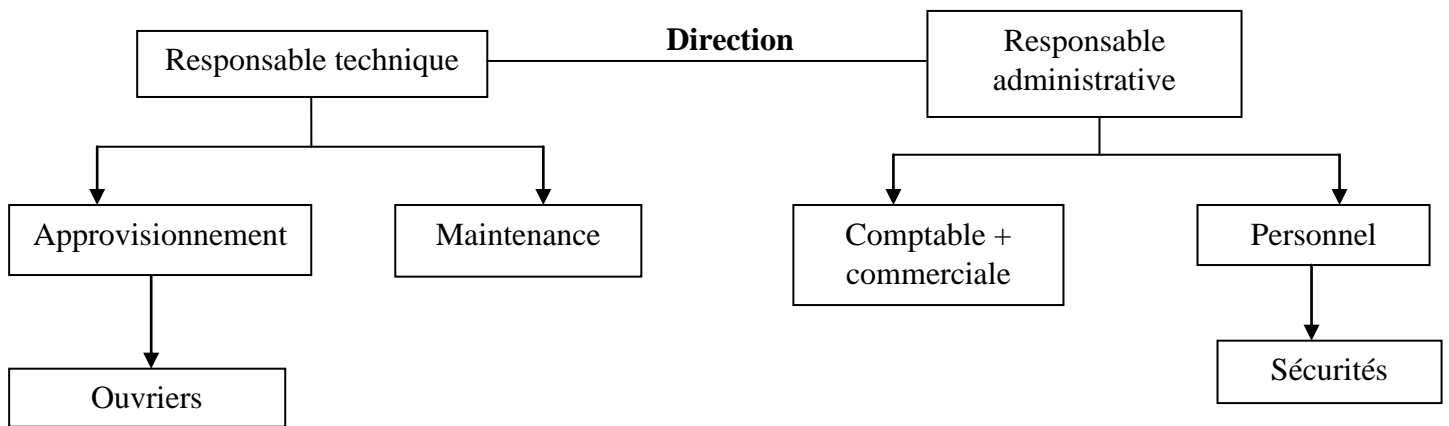 Direction
Responsable technique
Responsable
administrative
Approvisionnement
Maintenance
Comptable +
commerciale
Personnel
Ouvriers
Sécurités